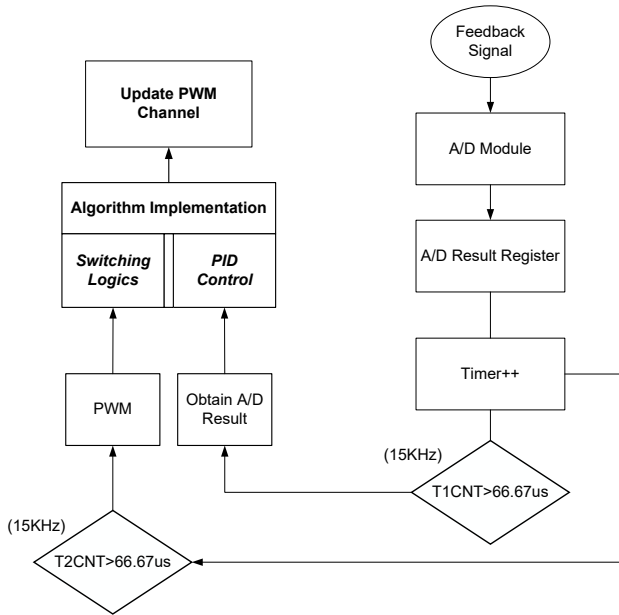 Feedback
Signal
Update PWM
Channel
A/D Module
Algorithm Implementation
Switching
Logics
PID
Control
A/D Result Register
Timer++
PWM
Obtain A/D
Result
(15KHz)
T1CNT>66.67us
(15KHz)
T2CNT>66.67us